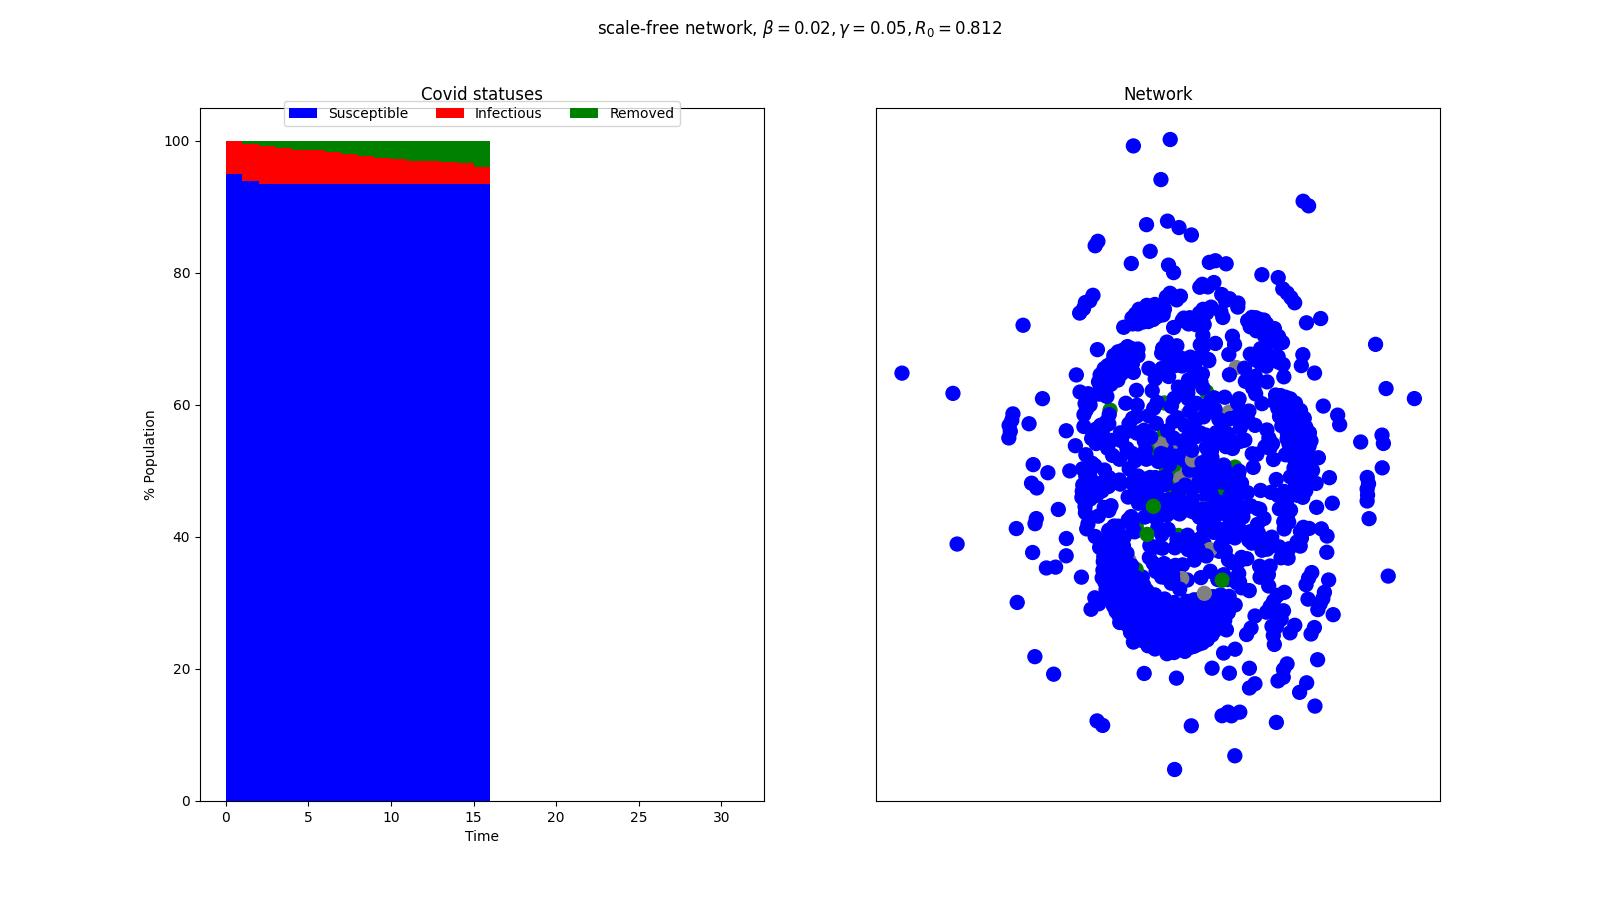 scale-free network, β = 0.02, γ = 0.05, R₀ = 0.812
Covid statuses
Susceptible Infectious Removed
100
80
60
40
20
0
% Population
0 5 10 15 20 25 30
Time
Network